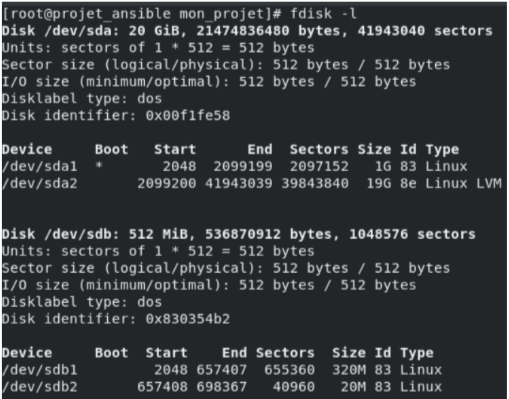 [root@projet_ansible mon_projet]# fdisk -l
Disk /dev/sda: 20 GiB, 21474836480 bytes, 41943040 sectors
Units: sectors of 1 * 512 = 512 bytes
Sector size (logical/physical): 512 bytes / 512 bytes
I/O size (minimum/optimal): 512 bytes / 512 bytes
Disklabel type: dos
Disk identifier: 0x00f1fe58
Device Boot Start End Sectors Size Id Type
/dev/sda1 * 2048 2099199 2097152 1G 83 Linux
/dev/sda2 2099200 41943039 39843840 19G 8e Linux LVM
Disk /dev/sdb: 512 MiB, 536870912 bytes, 1048576 sectors
Units: sectors of 1 * 512 = 512 bytes
Sector size (logical/physical): 512 bytes / 512 bytes
I/O size (minimum/optimal): 512 bytes / 512 bytes
Disklabel type: dos
Disk identifier: 0x830354b2
Device Boot Start End Sectors Size Id Type
/dev/sdb1 2048 657407 655360 320M 83 Linux
/dev/sdb2 657408 698367 40960 20M 83 Linux